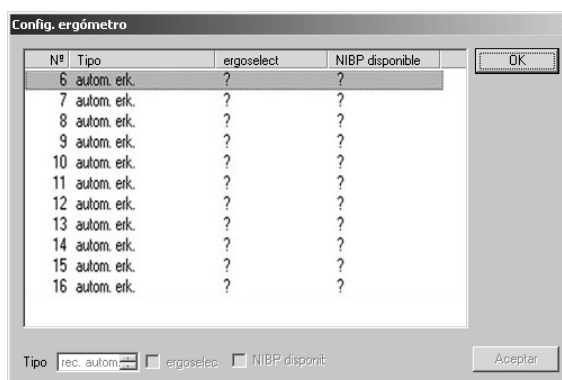 Config. ergómetro
Nº Tipo ergoselect NIBP disponible OK
6 autom. erk. ? ?
7 autom. erk. ? ?
8 autom. erk. ? ?
9 autom. erk. ? ?
10 autom. erk. ? ?
11 autom. erk. ? ?
12 autom. erk. ? ?
13 autom. erk. ? ?
14 autom. erk. ? ?
15 autom. erk. ? ?
16 autom. erk. ? ?
Tipo rec. autom. ergoselec NIBP disponit Aceptar